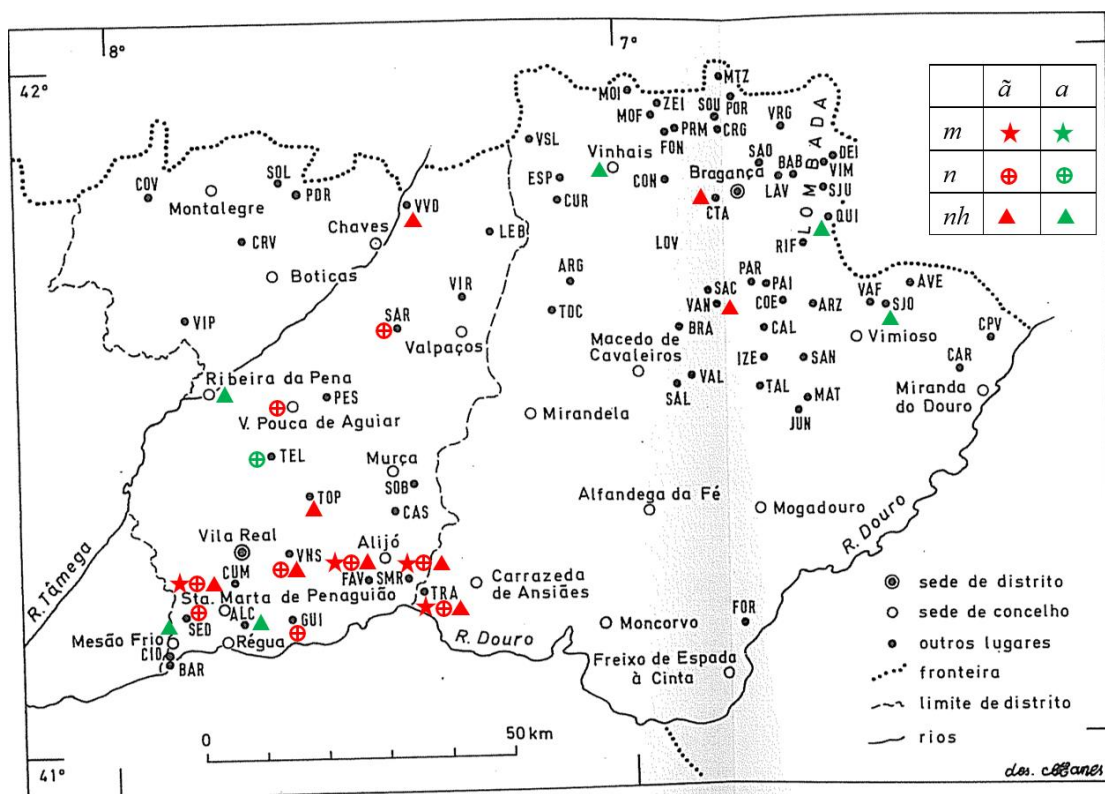 8°
7°
42°
ã
a
m
n
nh
MTZ
MOI
ZEI
SOU
POR
MOF
PRM
CRG
VRG
FON
VSL
LOMBADA
Vinhais
SAO
BAB
DEI
VIM
ESP
CON
Bragança
LAV
SJU
CUR
CTA
QUI
COV
SOL
Montalegre
PDR
VVD
CRV
Chaves
LEB
LOV
RIF
Boticas
VIR
ARG
PAR
PAI
AVE
SAC
VAF
SJO
VIP
SAR
TOC
VAN
COE
ARZ
Valpaços
BRA
CAL
Vimioso
CPV
Macedo de
Cavaleiros
IZE
SAN
CAR
Ribeira da Pena
VAL
TAL
MAT
Miranda
do Douro
PES
SAL
JUN
V. Pouca de Aguiar
Mirandela
TEL
Murça
SOB
Alfandega da Fé
Mogadouro
TOP
CAS
R. Douro
R. Tâmega
Vila Real
VNS
Alijó
CUM
FAV
SMR
Carrazeda
de Ansiães
Sta. Marta de Penaguião
TRA
SED
ALC
GUI
Mesão Frio
Régua
R. Douro
Moncorvo
FOR
CID
BAR
Freixo de Espada
à Cinta
sede de distrito
sede de concelho
outros lugares
fronteira
limite de distrito
rios
0
50 km
41°
des.